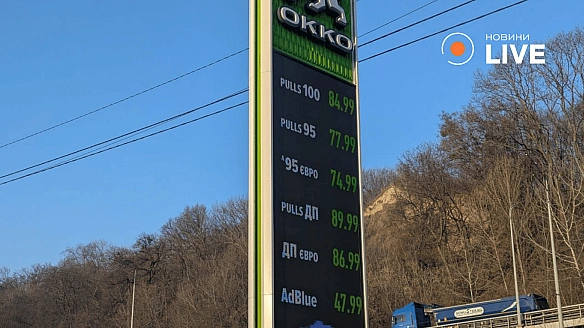 ОККО
НОВИНИ
LIVE
PULLS 100 84.99
PULLS 95 77.99
^95 ЄВРО 74.99
PULLS ДП 89.99
ДП ЄВРО 86.99
AdBlue 47.99